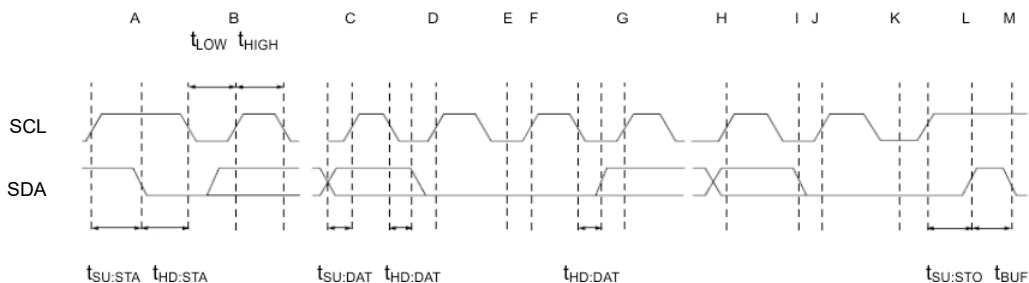 A B C D E F G H I J K L M
tLOW tHIGH
SCL
SDA
tSU:STA tHD:STA tSU:DAT tHD:DAT tHD:DAT tSU:STO tBUF